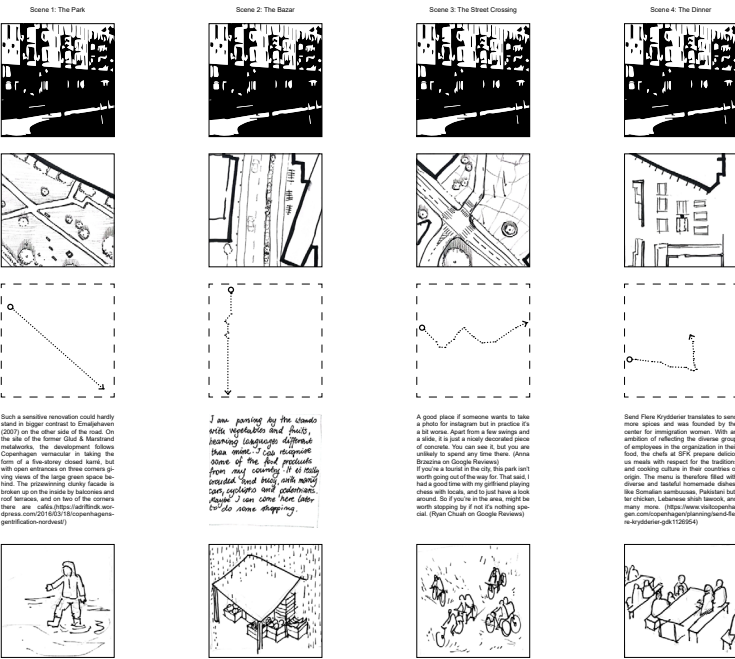 Scene 1: The Park
Scene 2: The Bazar
Scene 3: The Street Crossing
Scene 4: The Dinner
Such a sensitive renovation could hardly
stand in bigger contrast to Emaljehaven
(2007) on the other side of the road. On
the site of the former Glud & Marstrand
metalworks, the development follows
Copenhagen vernacular in taking the
form of a five-storey closed karré, but
with open entrances on three corners gi-
ving views of the large green space be-
hind. The prizewinning clunky facade is
broken up on the inside by balconies and
roof terraces, and on two of the corners
there are cafés.(https://adriftindk.wor-
dpress.com/2016/03/18/copenhagens-
gentrification-nordvest/)
I am passing by the stands
with vegetables and fruits,
hearing languages different
than mine. I can recognise
some of the food products
from my country. It is really
crowded and busy, with many
cars, cyclists and pedestrians.
Maybe I can come here later
to do some shopping.
A good place if someone wants to take
a photo for instagram but in practice it's
a bit worse. Apart from a few swings and
a slide, it is just a nicely decorated piece
of concrete. You can see it, but you are
unlikely to spend any time there. (Anna
Brzezina on Google Reviews)
If you're a tourist in the city, this park isn't
worth going out of the way for. That said, I
had a good time with my girlfriend playing
chess with locals, and to just have a look
around. So if you're in the area, might be
worth stopping by if not it's nothing spe-
cial. (Ryan Chuah on Google Reviews)
Send Flere Krydderier translates to send
more spices and was founded by the
center for immigration women. With an
ambition of reflecting the diverse group
of employees in the organization in their
food, the chefs at SFK prepare delicio
us meals with respect for the traditions
and cooking culture in their countries o
origin. The menu is therefore filled with
diverse and tasteful homemade dishes
like Somalian sambuusas, Pakistani but
ter chicken, Lebanese shish tawook, and
many more. (https://www.visitcopenha
gen.com/copenhagen/planning/send-fle
re-krydderier-gdk1126954)